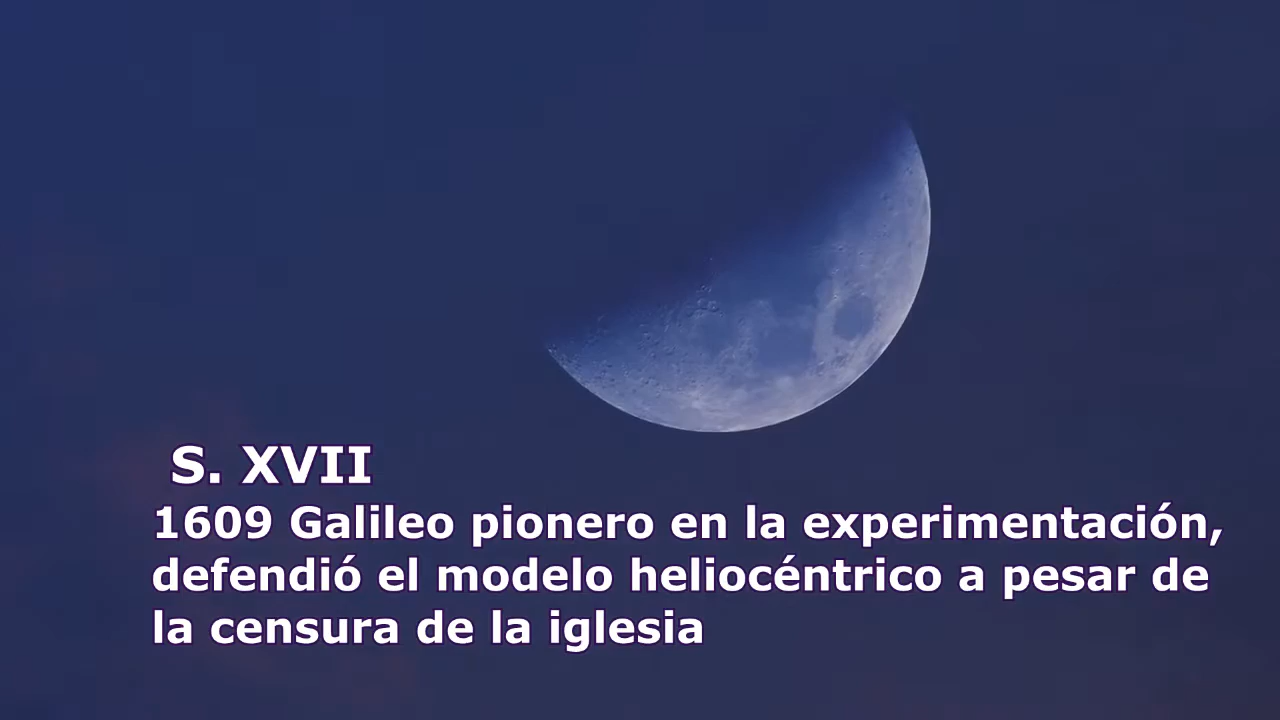 S. XVII
1609 Galileo pionero en la experimentación,
defendió el modelo heliocéntrico a pesar de
la censura de la iglesia